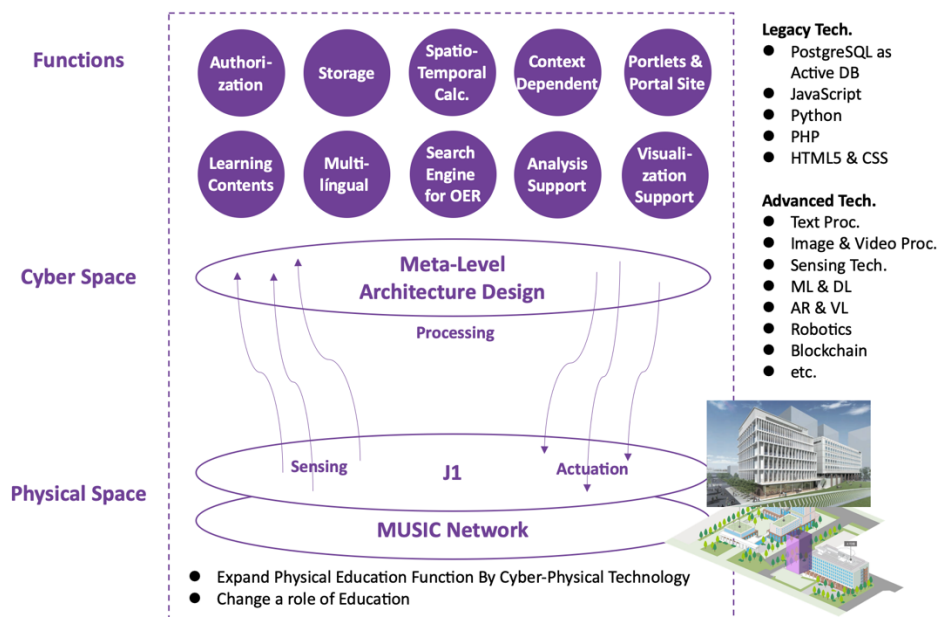 Functions
Authori-
zation
Storage
Spatio-
Temporal
Calc.
Context
Dependent
Portlets &
Portal Site
Learning
Contents
Multi-
língual
Search
Engine
for OER
Analysis
Support
Visuali-
zation
Support
Cyber Space
Meta-Level
Architecture Design
Processing
Physical Space
Sensing
J1
Actuation
MUSIC Network
● Expand Physical Education Function By Cyber-Physical Technology
● Change a role of Education
Legacy Tech.
● PostgreSQL as
Active DB
● JavaScript
● Python
● PHP
● HTML5 & CSS
Advanced Tech.
● Text Proc.
● Image & Video Proc.
● Sensing Tech.
● ML & DL
● AR & VL
● Robotics
● Blockchain
● etc.